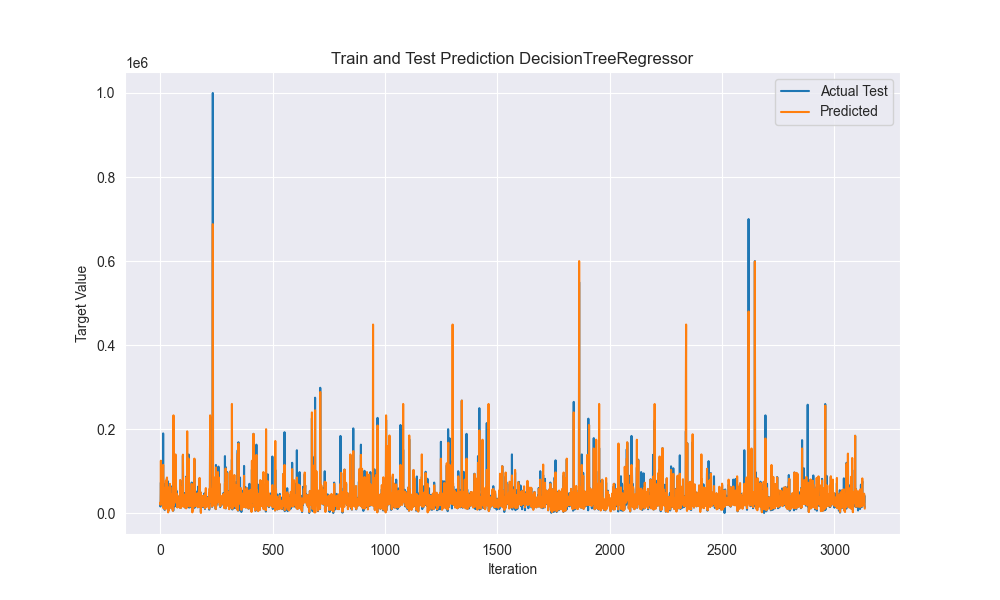 Train and Test Prediction DecisionTreeRegressor
1e6
Actual Test
Predicted
1.0
0.8
0.6
0.4
0.2
0.0
Target Value
0 500 1000 1500 2000 2500 3000
Iteration